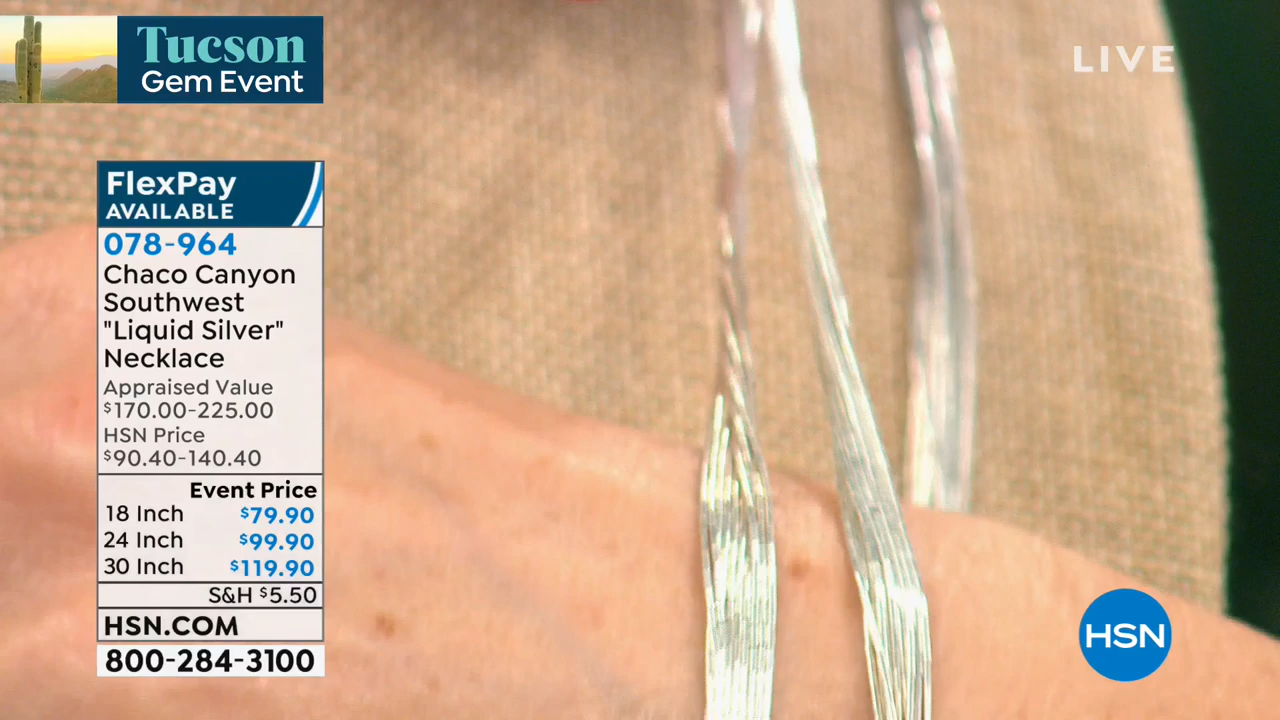 Tucson
Gem Event
LIVE
FlexPay
AVAILABLE
078-964
Chaco Canyon
Southwest
"Liquid Silver"
Necklace
Appraised Value
$170.00-225.00
HSN Price
$90.40-140.40
Event Price
18 Inch $79.90
24 Inch $99.90
30 Inch $119.90
S&H $5.50
HSN.COM
800-284-3100
HSN